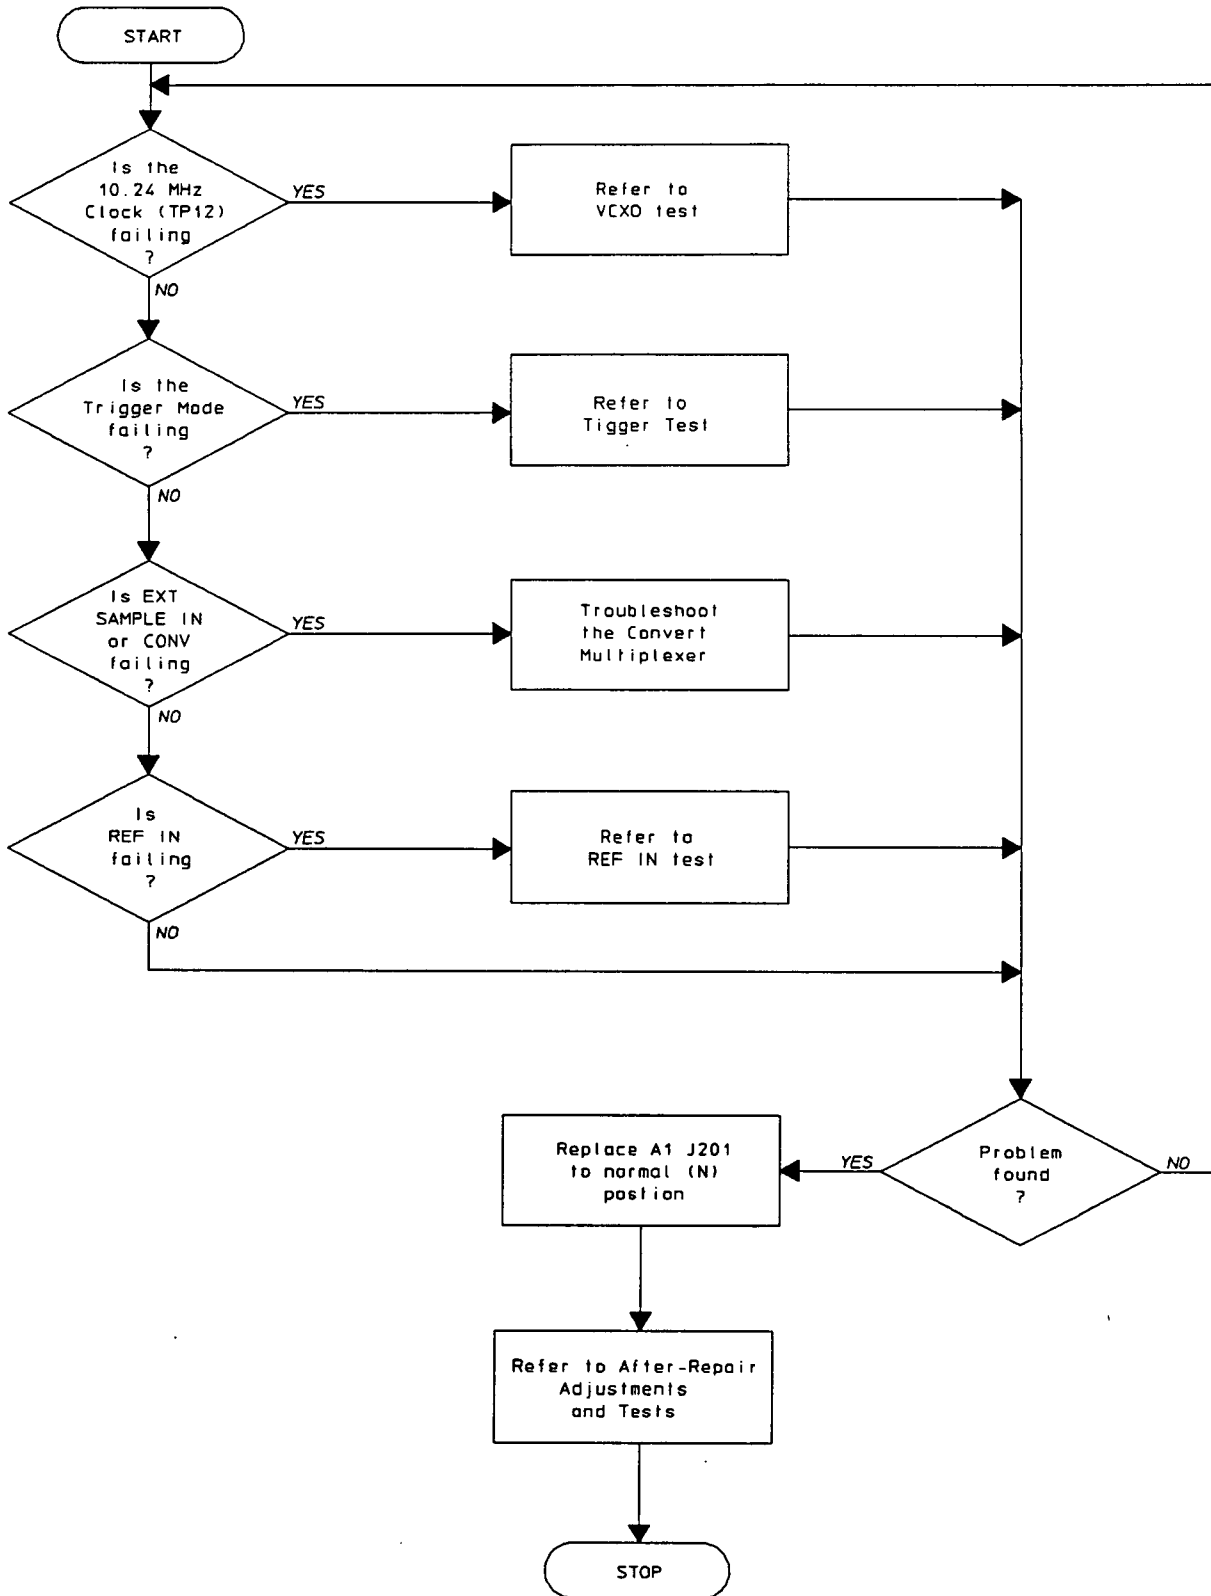 START
Is the
10.24 MHz
Clock (TP12)
failing
?
YES
Refer to
VCXO test
NO
Is the
Trigger Mode
failing
?
YES
Refer to
Tigger Test
NO
Is EXT
SAMPLE IN
or CONV
failing
?
YES
Troubleshoot
the Convert
Multiplexer
NO
Is
REF IN
failing
?
YES
Refer to
REF IN test
NO
Problem
found
?
YES
NO
Replace A1 J201
to normal (N)
postion
Refer to After-Repair
Adjustments
and Tests
STOP